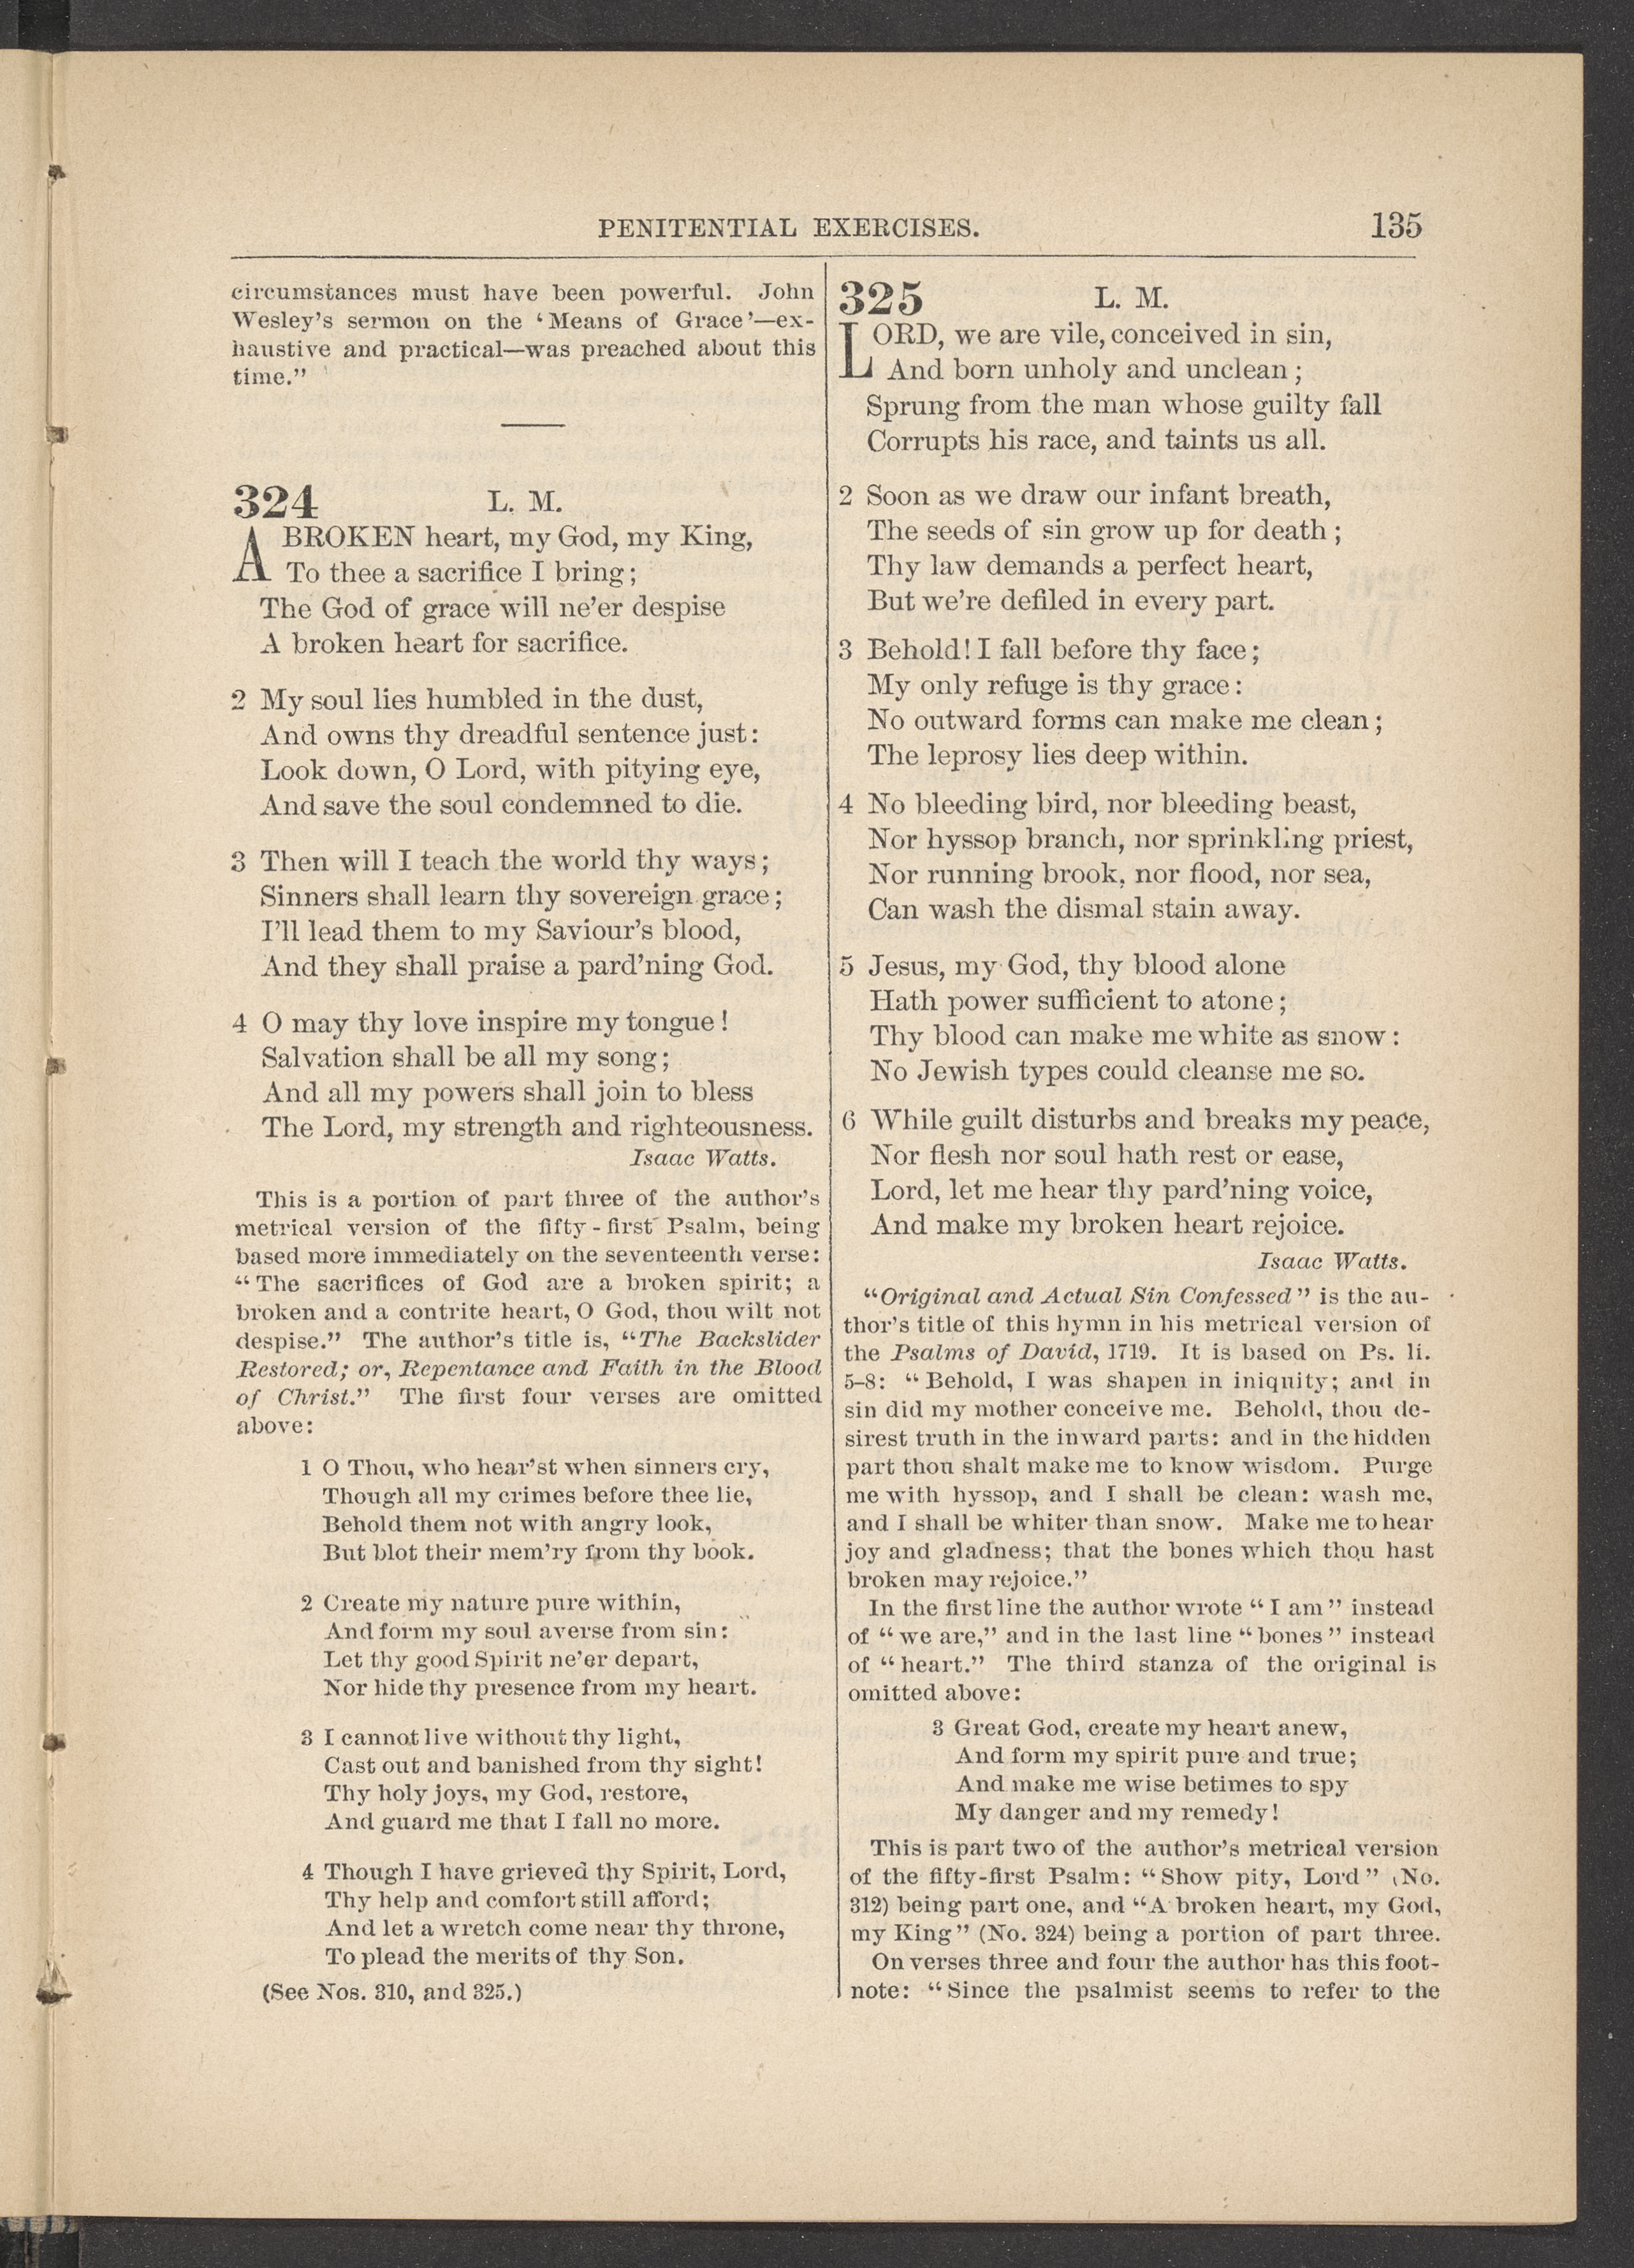 PENITENTIAL EXERCISES. 135
circumstances must have been powerful. John
Wesley's sermon on the ‘Means of Grace’—ex-
haustive and practical—was preached about this
time.”
324 L. M.
A BROKEN heart, my God, my King,
To thee a sacrifice I bring;
The God of grace will ne'er despise
A broken heart for sacrifice.
2 My soul lies humbled in the dust,
And owns thy dreadful sentence just:
Look down, O Lord, with pitying eye,
And save the soul condemned to die.
3 Then will I teach the world thy ways;
Sinners shall learn thy sovereign grace;
I'll lead them to my Saviour's blood,
And they shall praise a pard'ning God.
4 O may thy love inspire my tongue!
Salvation shall be all my song;
And all my powers shall join to bless
The Lord, my strength and righteousness.
Isaac Watts.
This is a portion of part three of the author's
metrical version of the fifty-first Psalm, being
based more immediately on the seventeenth verse:
“The sacrifices of God are a broken spirit; a
broken and a contrite heart, O God, thou wilt not
despise.” The author's title is, “The Backslider
Restored; or, Repentance and Faith in the Blood
of Christ.” The first four verses are omitted
above:
1 O Thou, who hear'st when sinners cry,
Though all my crimes before thee lie,
Behold them not with angry look,
But blot their mem'ry from thy book.
2 Create my nature pure within,
And form my soul averse from sin:
Let thy good Spirit ne'er depart,
Nor hide thy presence from my heart.
3 I cannot live without thy light,
Cast out and banished from thy sight!
Thy holy joys, my God, restore,
And guard me that I fall no more.
4 Though I have grieved thy Spirit, Lord,
Thy help and comfort still afford;
And let a wretch come near thy throne,
To plead the merits of thy Son.
(See Nos. 310, and 325.)
325 L. M.
LORD, we are vile, conceived in sin,
And born unholy and unclean;
Sprung from the man whose guilty fall
Corrupts his race, and taints us all.
2 Soon as we draw our infant breath,
The seeds of sin grow up for death;
Thy law demands a perfect heart,
But we're defiled in every part.
3 Behold! I fall before thy face;
My only refuge is thy grace:
No outward forms can make me clean;
The leprosy lies deep within.
4 No bleeding bird, nor bleeding beast,
Nor hyssop branch, nor sprinkling priest,
Nor running brook, nor flood, nor sea,
Can wash the dismal stain away.
5 Jesus, my God, thy blood alone
Hath power sufficient to atone;
Thy blood can make me white as snow:
No Jewish types could cleanse me so.
6 While guilt disturbs and breaks my peace,
Nor flesh nor soul hath rest or ease,
Lord, let me hear thy pard'ning voice,
And make my broken heart rejoice.
Isaac Watts.
“Original and Actual Sin Confessed” is the au-
thor's title of this hymn in his metrical version of
the Psalms of David, 1719. It is based on Ps. li.
5–8: “Behold, I was shapen in iniquity; and in
sin did my mother conceive me. Behold, thou de-
sirest truth in the inward parts: and in the hidden
part thou shalt make me to know wisdom. Purge
me with hyssop, and I shall be clean: wash me,
and I shall be whiter than snow. Make me to hear
joy and gladness; that the bones which thou hast
broken may rejoice.”
In the first line the author wrote “I am” instead
of “we are,” and in the last line “bones” instead
of “heart.” The third stanza of the original is
omitted above:
3 Great God, create my heart anew,
And form my spirit pure and true;
And make me wise betimes to spy
My danger and my remedy!
This is part two of the author's metrical version
of the fifty-first Psalm: “Show pity, Lord” (No.
312) being part one, and “A broken heart, my God,
my King” (No. 324) being a portion of part three.
On verses three and four the author has this foot-
note: “Since the psalmist seems to refer to the